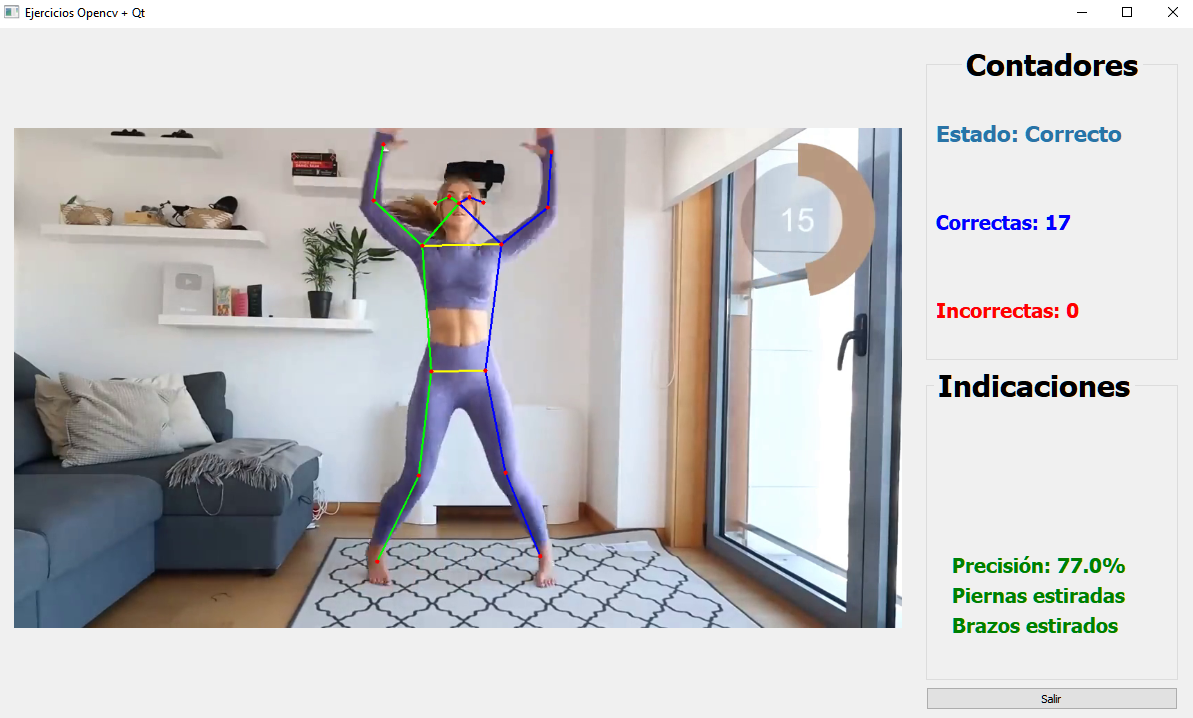 Ejercicios Opencv + Qt
Contadores
Estado: Correcto
15
Correctas: 17
Incorrectas: 0
Indicaciones
Precisión: 77.0%
Piernas estiradas
Brazos estirados
Salir